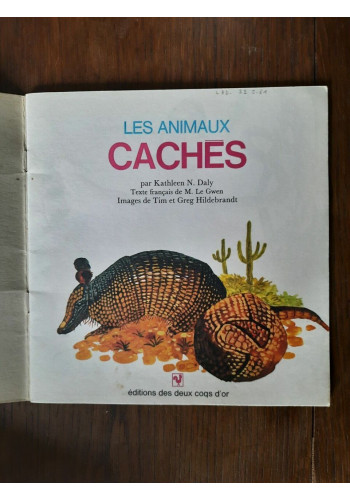 LES ANIMAUX
CACHÉS
par Kathleen N. Daly
Texte français de M. Le Gwen
Images de Tim et Greg Hildebrandt
éditions des deux coqs d'or